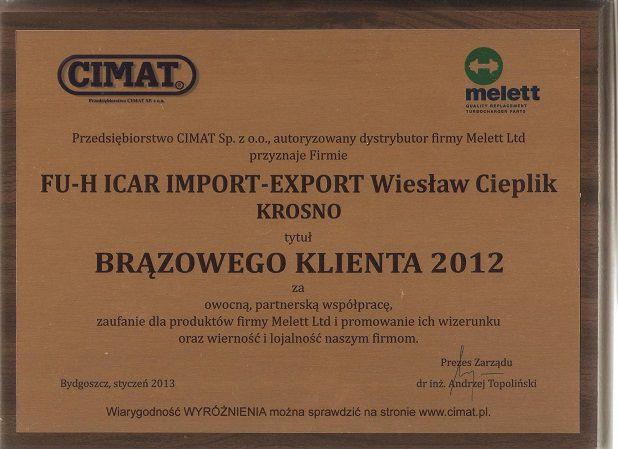 CIMAT®
Przedsiębiorstwo CIMAT SP. z o.o.
melett
QUALITY REPLACEMENT
TURBOCHARGER PARTS
Przedsiębiorstwo CIMAT Sp. z o.o., autoryzowany dystrybutor firmy Melett Ltd
przyznaje Firmie
FU-H ICAR IMPORT-EXPORT Wiesław Cieplik
KROSNO
tytuł
BRĄZOWEGO KLIENTA 2012
za
owocną, partnerską współpracę,
zaufanie dla produktów firmy Melett Ltd i promowanie ich wizerunku
oraz wierność i lojalność naszym firmom.
Prezes Zarządu
Bydgoszcz, styczeń 2013
dr inż. Andrzej Topoliński
Wiarygodność WYRÓŻNIENIA można sprawdzić na stronie www.cimat.pl.